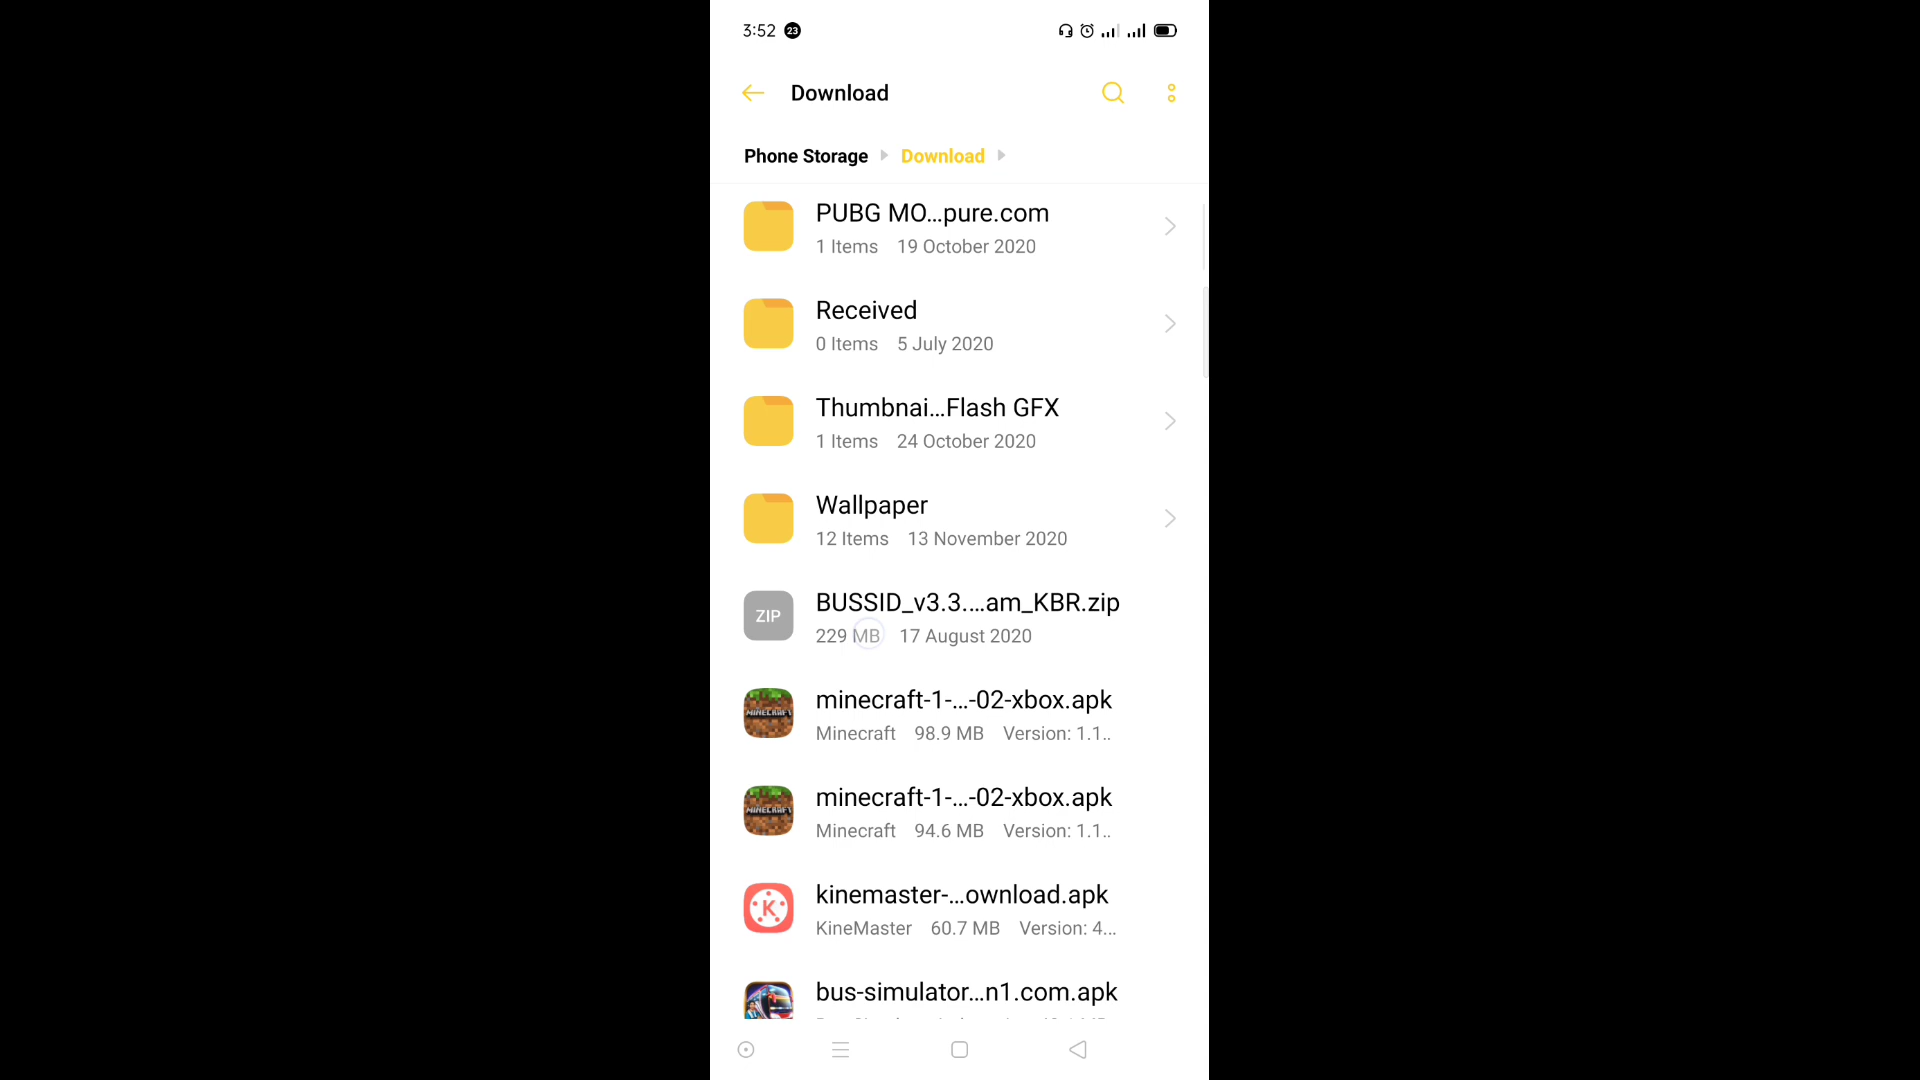 3:52 23
Download
Phone Storage Download
PUBG MO...pure.com
1 Items 19 October 2020
Received
0 Items 5 July 2020
Thumbnai...Flash GFX
1 Items 24 October 2020
Wallpaper
12 Items 13 November 2020
ZIP
BUSSID_v3.3....am_KBR.zip
229 MB 17 August 2020
MINECRAFT
minecraft-1-...-02-xbox.apk
Minecraft 98.9 MB Version: 1.1..
MINECRAFT
minecraft-1-...-02-xbox.apk
Minecraft 94.6 MB Version: 1.1..
K
kinemaster-...ownload.apk
KineMaster 60.7 MB Version: 4...
bus-simulator...n1.com.apk